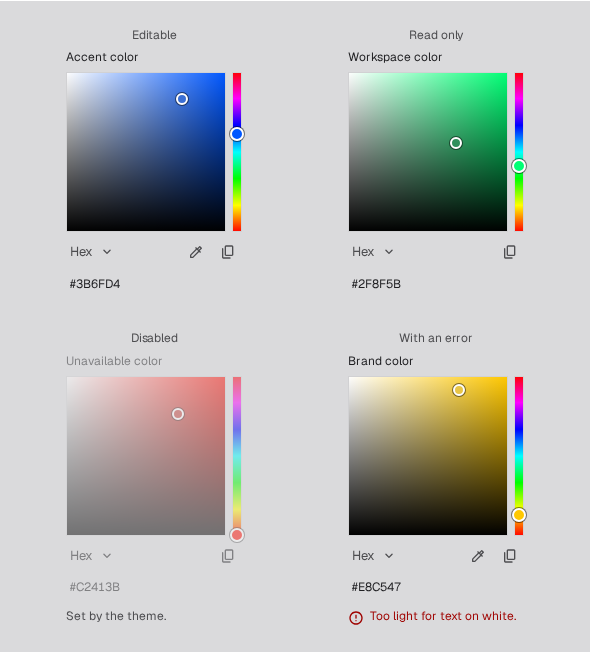 Editable
Accent color
Hex
#3B6FD4
Read only
Workspace color
Hex
#2F8F5B
Disabled
Unavailable color
Hex
#C2413B
Set by the theme.
With an error
Brand color
Hex
#E8C547
Too light for text on white.